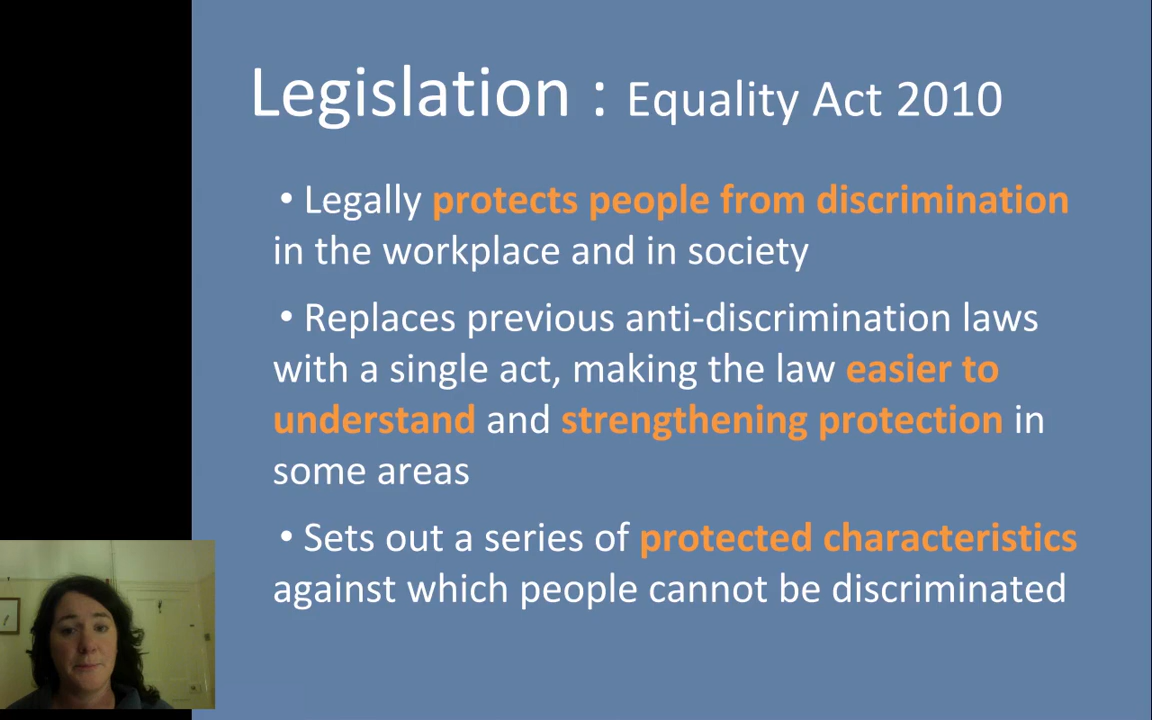 Legislation : Equality Act 2010
• Legally protects people from discrimination
in the workplace and in society
• Replaces previous anti-discrimination laws
with a single act, making the law easier to
understand and strengthening protection in
some areas
• Sets out a series of protected characteristics
against which people cannot be discriminated